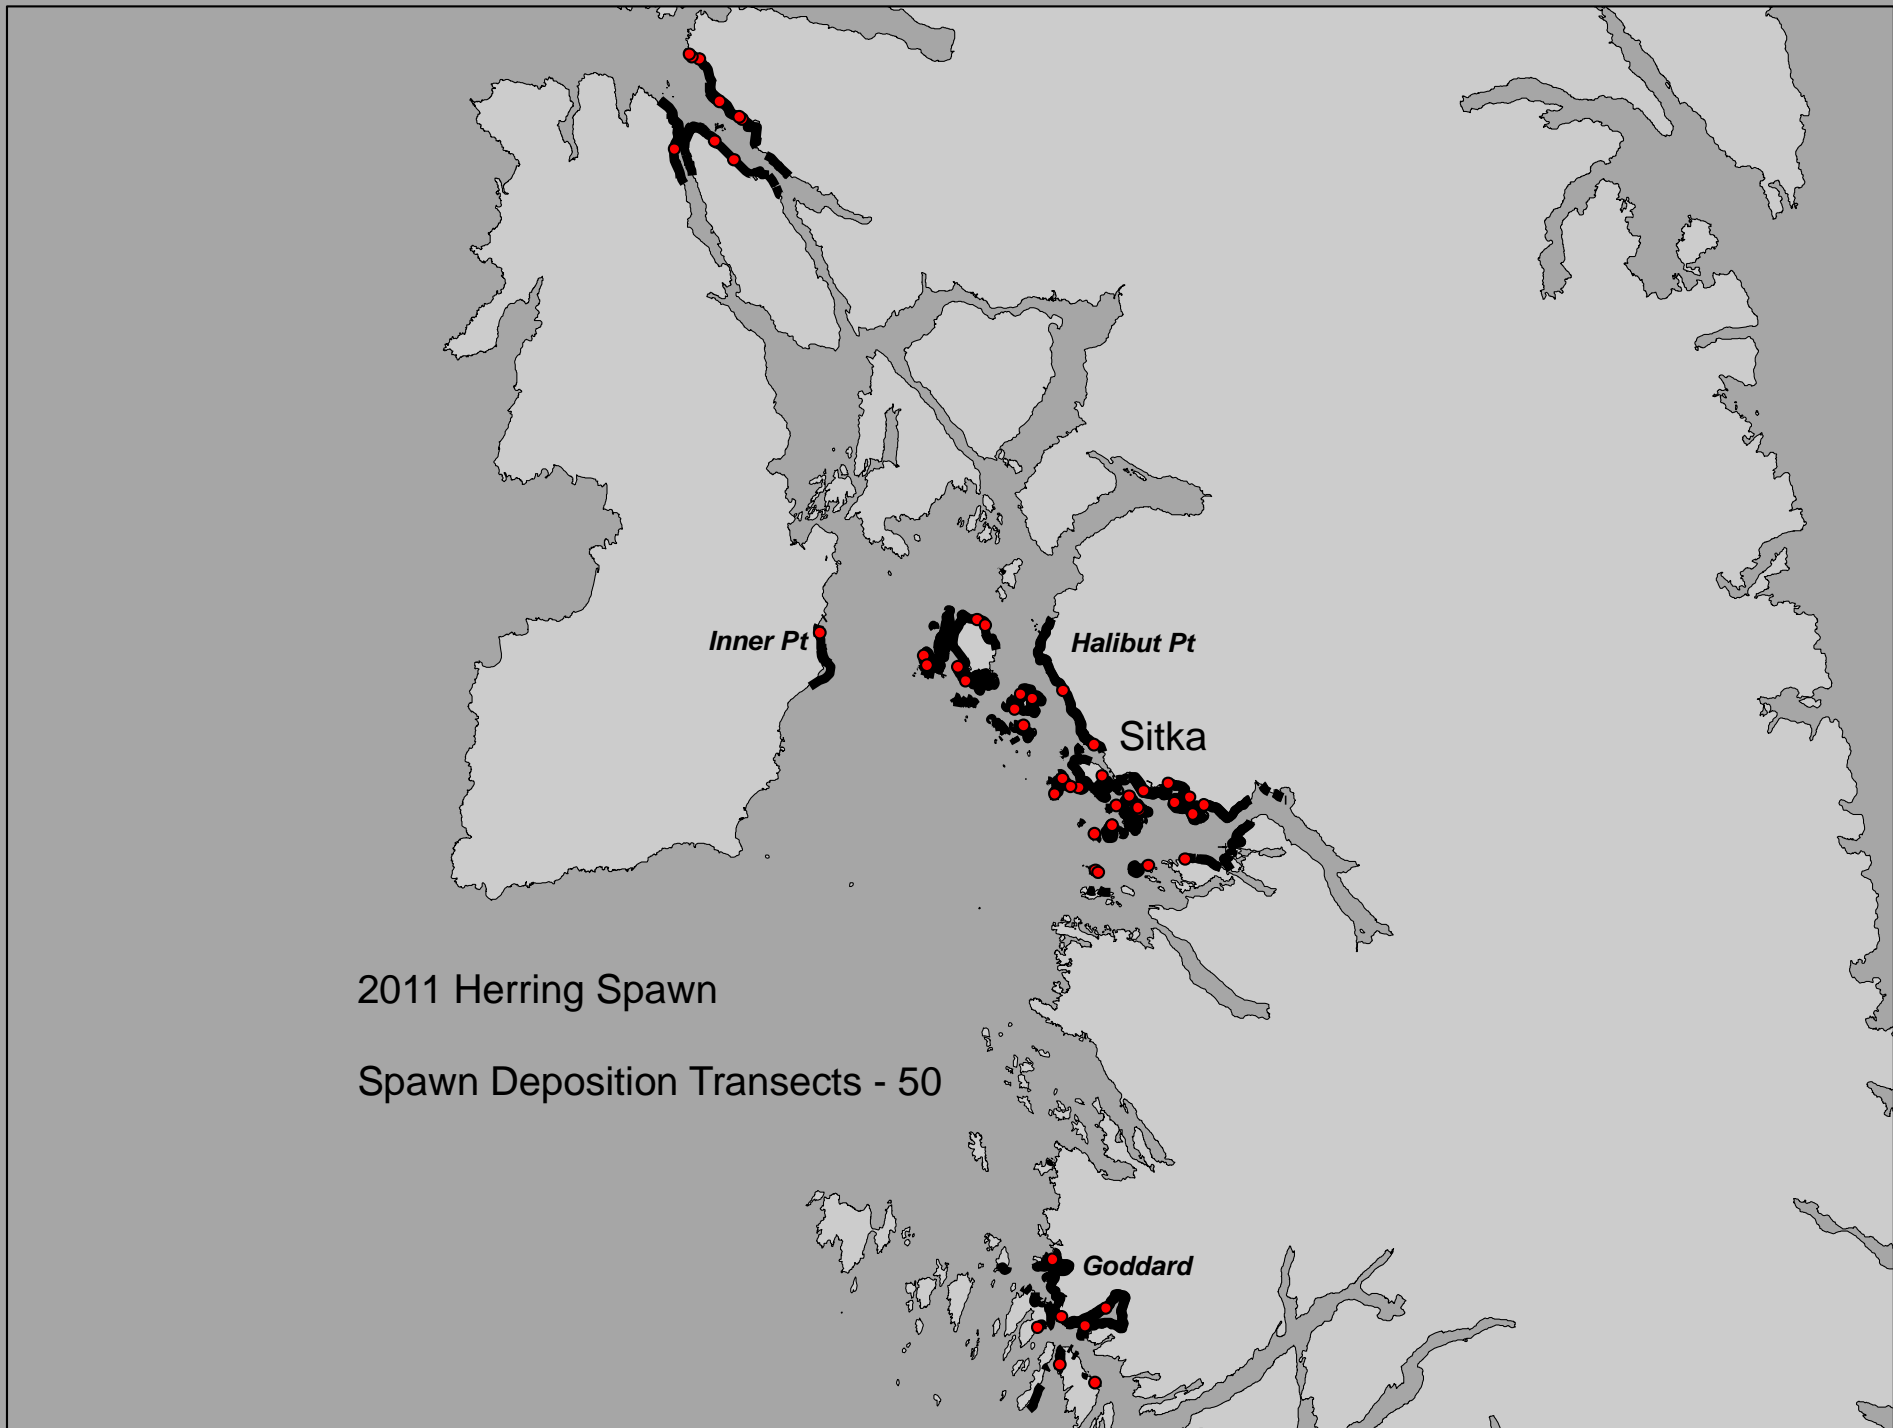 Inner Pt
Halibut Pt
Sitka
2011 Herring Spawn
Spawn Deposition Transects - 50
Goddard